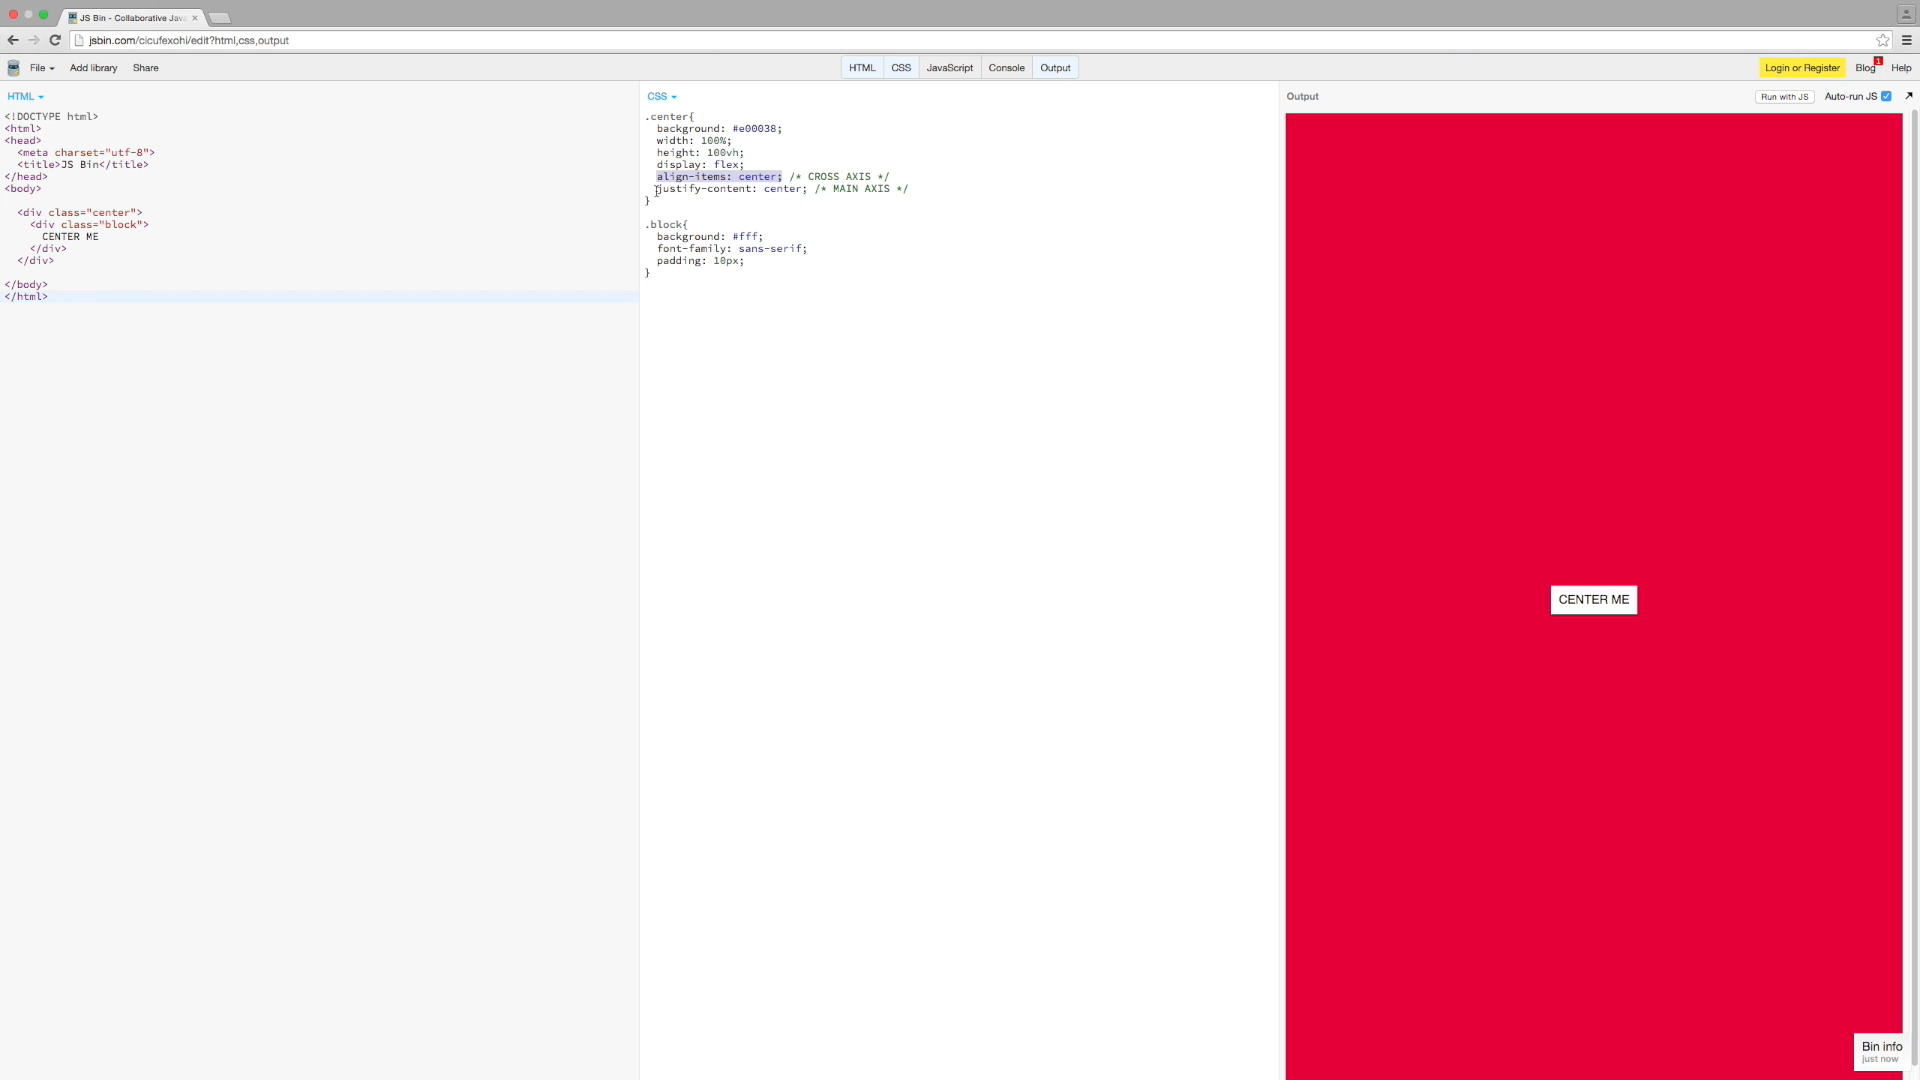 JS Bin - Collaborative Jav
jsbin.com/cicufexohi/edit?html,css,output
File Add library Share
HTML CSS JavaScript Console Output
Login or Register Blog 1 Help
HTML
<!DOCTYPE html>
<html>
<head>
<meta charset="utf-8">
<title>JS Bin</title>
</head>
<body>
<div class="center">
<div class="block">
CENTER ME
</div>
</div>
</body>
</html>
CSS
.center{
background: #e00038;
width: 100%;
height: 100vh;
display: flex;
align-items: center; /* CROSS AXIS */
justify-content: center; /* MAIN AXIS */
}
.block{
background: #fff;
font-family: sans-serif;
padding: 10px;
}
Output Run with JS Auto-run JS
CENTER ME
Bin info
just now